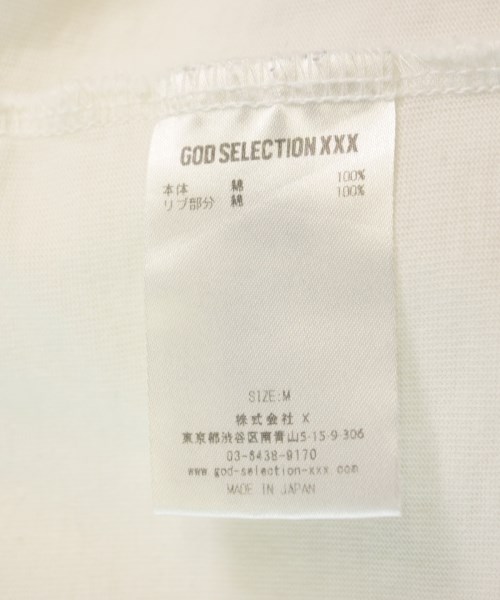 GOD SELECTION XXX
本体 綿 100%
リブ部分 綿 100%
SIZE:M
株式会社 X
東京都渋谷区南青山5-15-9-306
03-6438-9170
www.god-selection-xxx.com
MADE IN JAPAN